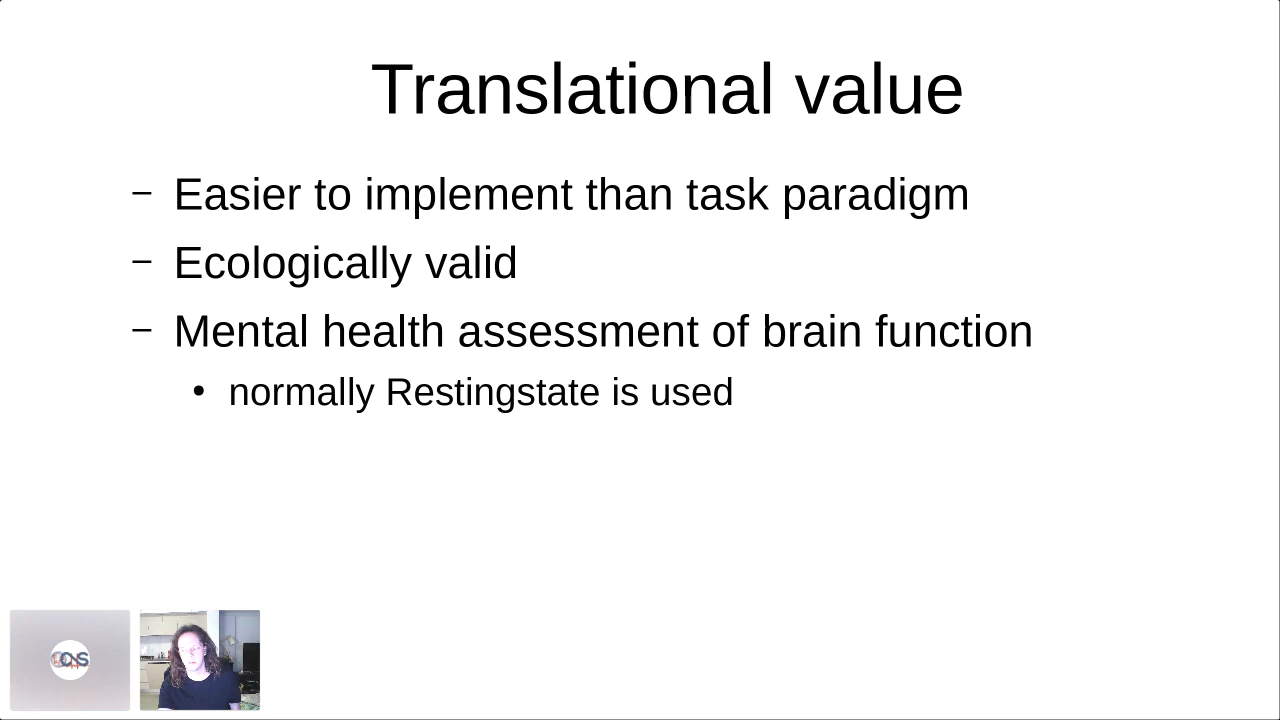 Translational value
– Easier to implement than task paradigm
– Ecologically valid
– Mental health assessment of brain function
• normally Restingstate is used